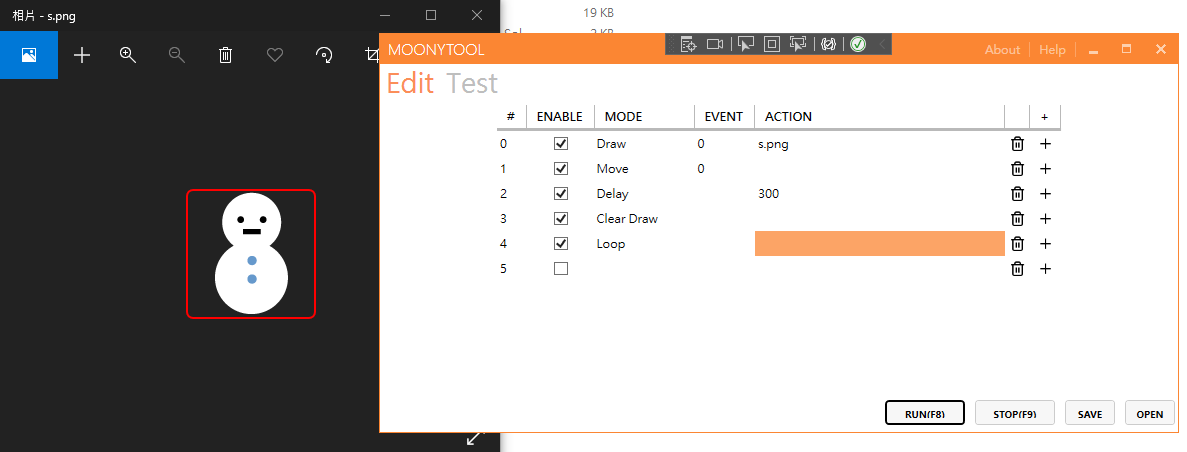 相片 - s.png
19 KB
KB
MOONYTOOL
About Help
Edit Test
# ENABLE MODE EVENT ACTION +
0 Draw 0 s.png
1 Move 0
2 Delay 300
3 Clear Draw
4 Loop
5
RUN(F8) STOP(F9) SAVE OPEN